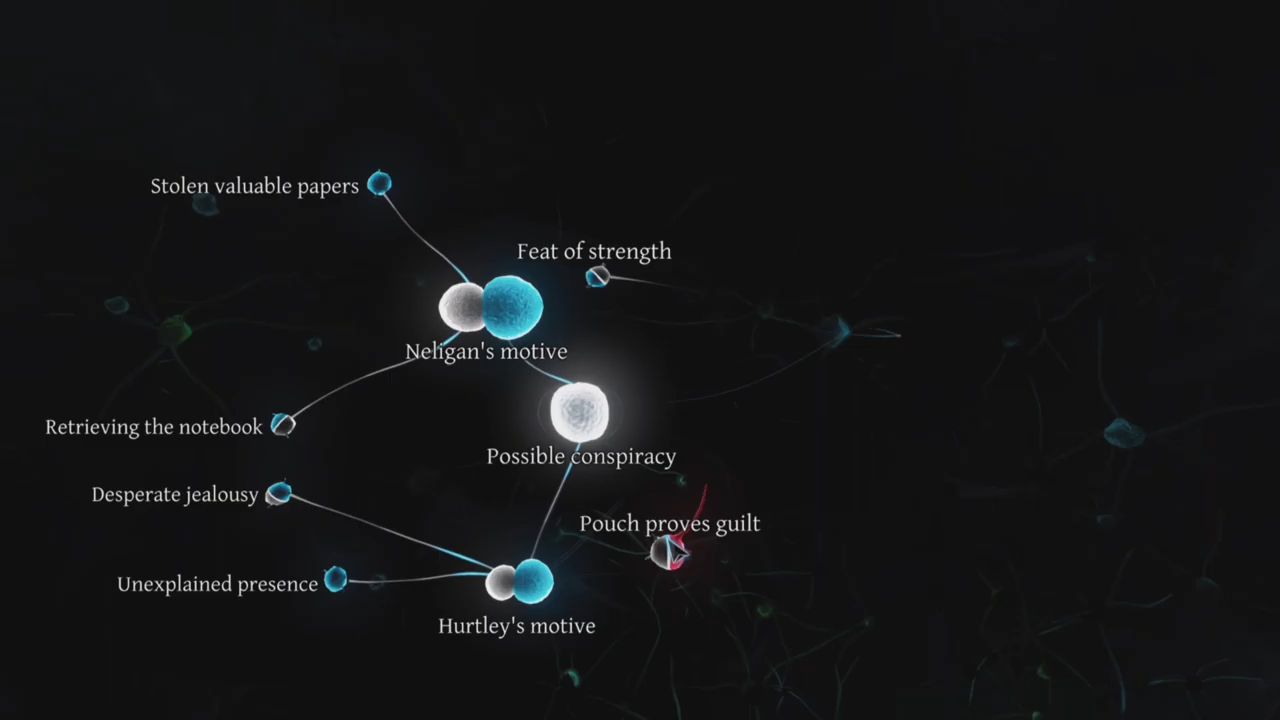 Stolen valuable papers
Feat of strength
Neligan's motive
Retrieving the notebook
Possible conspiracy
Desperate jealousy
Pouch proves guilt
Unexplained presence
Hurtley's motive